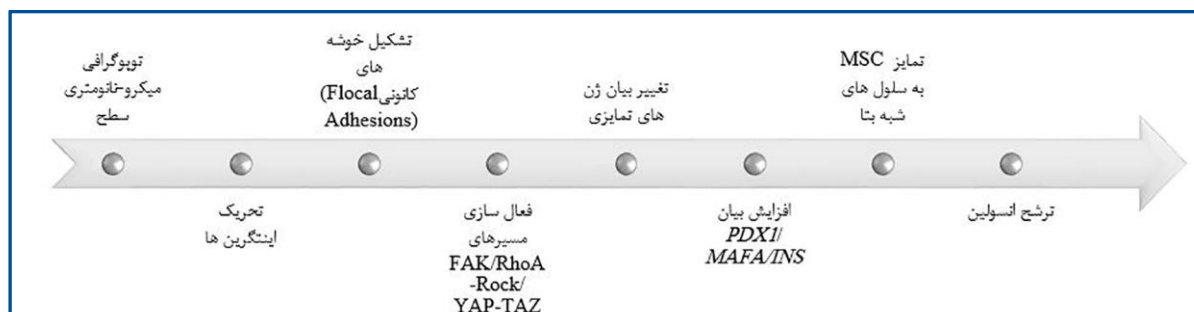 توپوگرافی
میکرو-نانومتری
سطح
تحریک
اینتگرین ها
تشکیل خوشه
های
کانونی(Flocal
Adhesions)
فعال سازی
مسیرهای
FAK/RhoA
-Rock/
YAP-TAZ
تغییر بیان ژن
های تمایزی
افزایش بیان
PDX1/
MAFA/INS
تمایز MSC
به سلول های
شبه بتا
ترشح انسولین